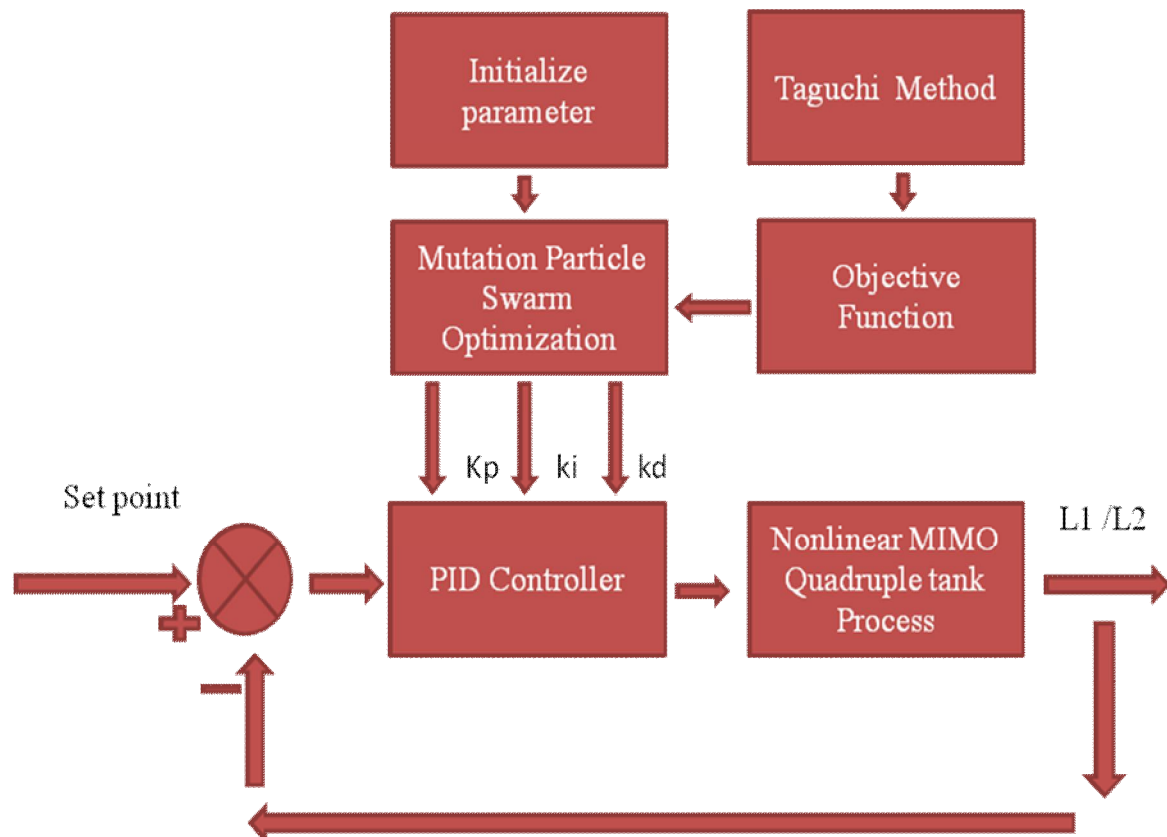 Initialize
parameter
Taguchi Method
Mutation Particle
Swarm
Optimization
Objective
Function
Kp ki kd
Set point
PID Controller
Nonlinear MIMO
Quadruple tank
Process
L1 /L2